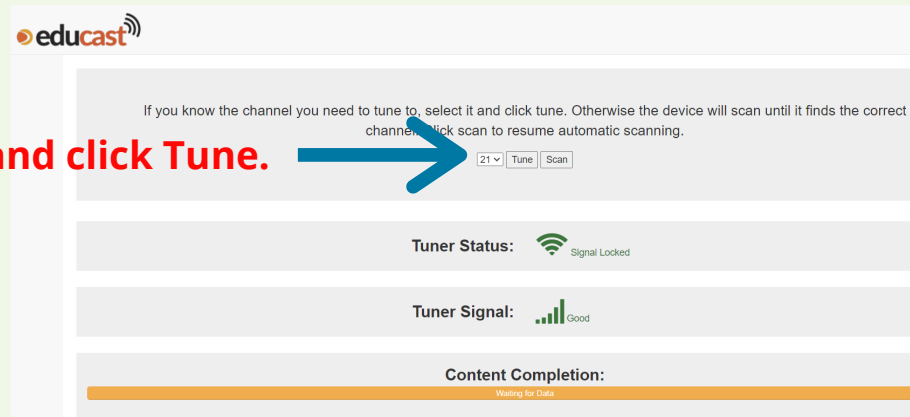 educast
If you know the channel you need to tune to, select it and click tune. Otherwise the device will scan until it finds the correct
channel. Click scan to resume automatic scanning.
and click Tune.
21 Tune Scan
Tuner Status: Signal Locked
Tuner Signal: Good
Content Completion:
Waiting for Data